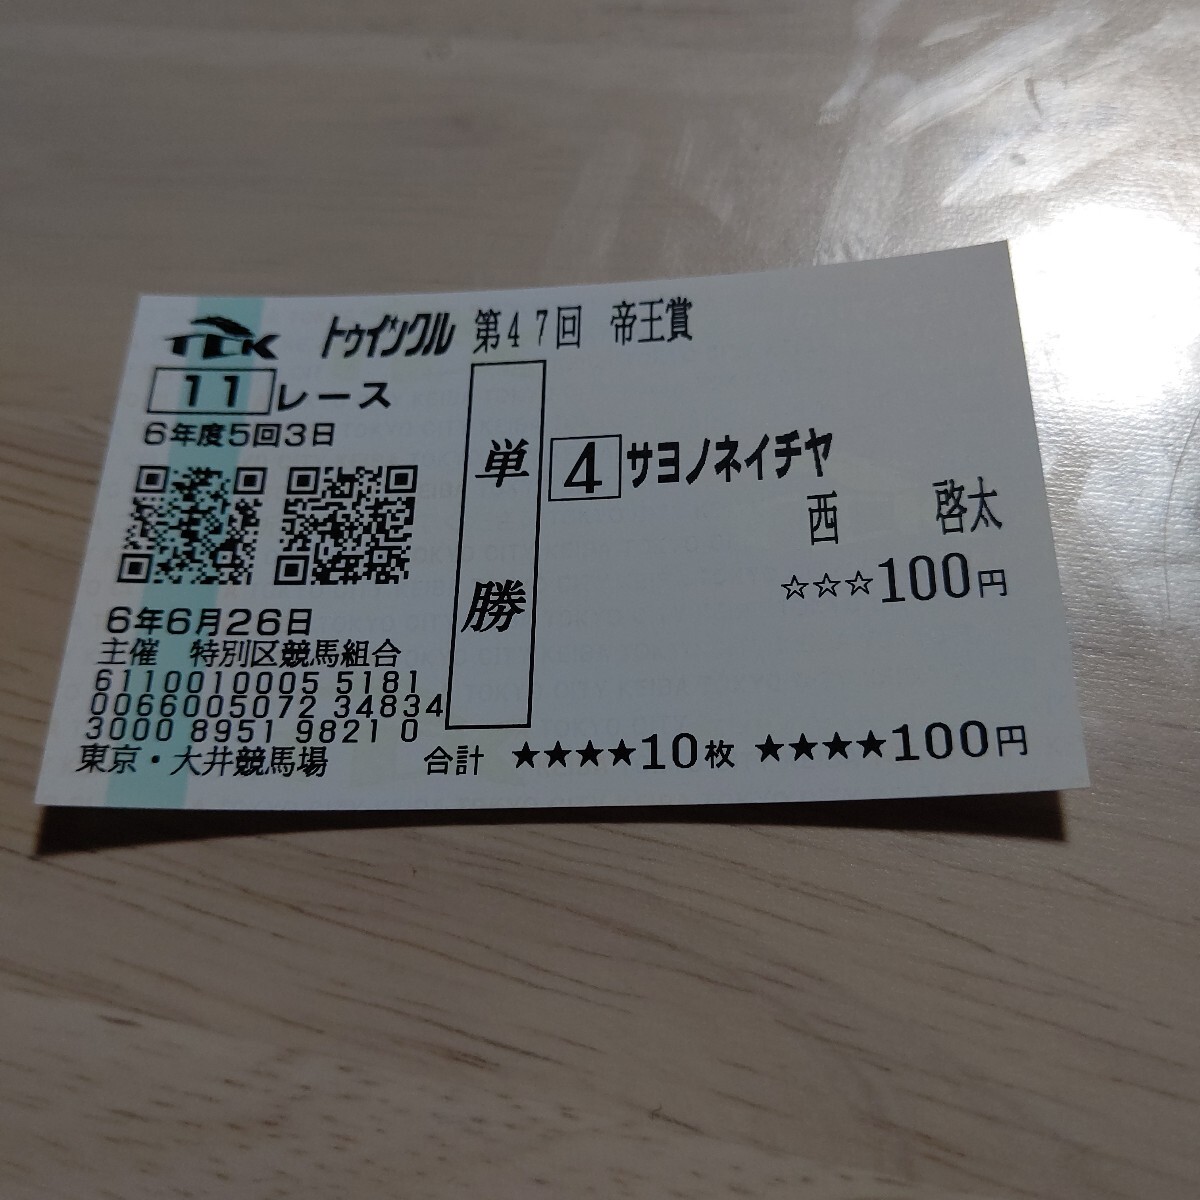 TCK トゥインクル 第47回 帝王賞
11 レース
6年度5回3日
単勝
4 サヨノネイチヤ
西 啓太
☆☆☆100円
6年6月26日
主催 特別区競馬組合
6110010005 5181
0066005072 34834
3000 8951 98210
東京・大井競馬場
合計 ★★★★10枚 ★★★★100円